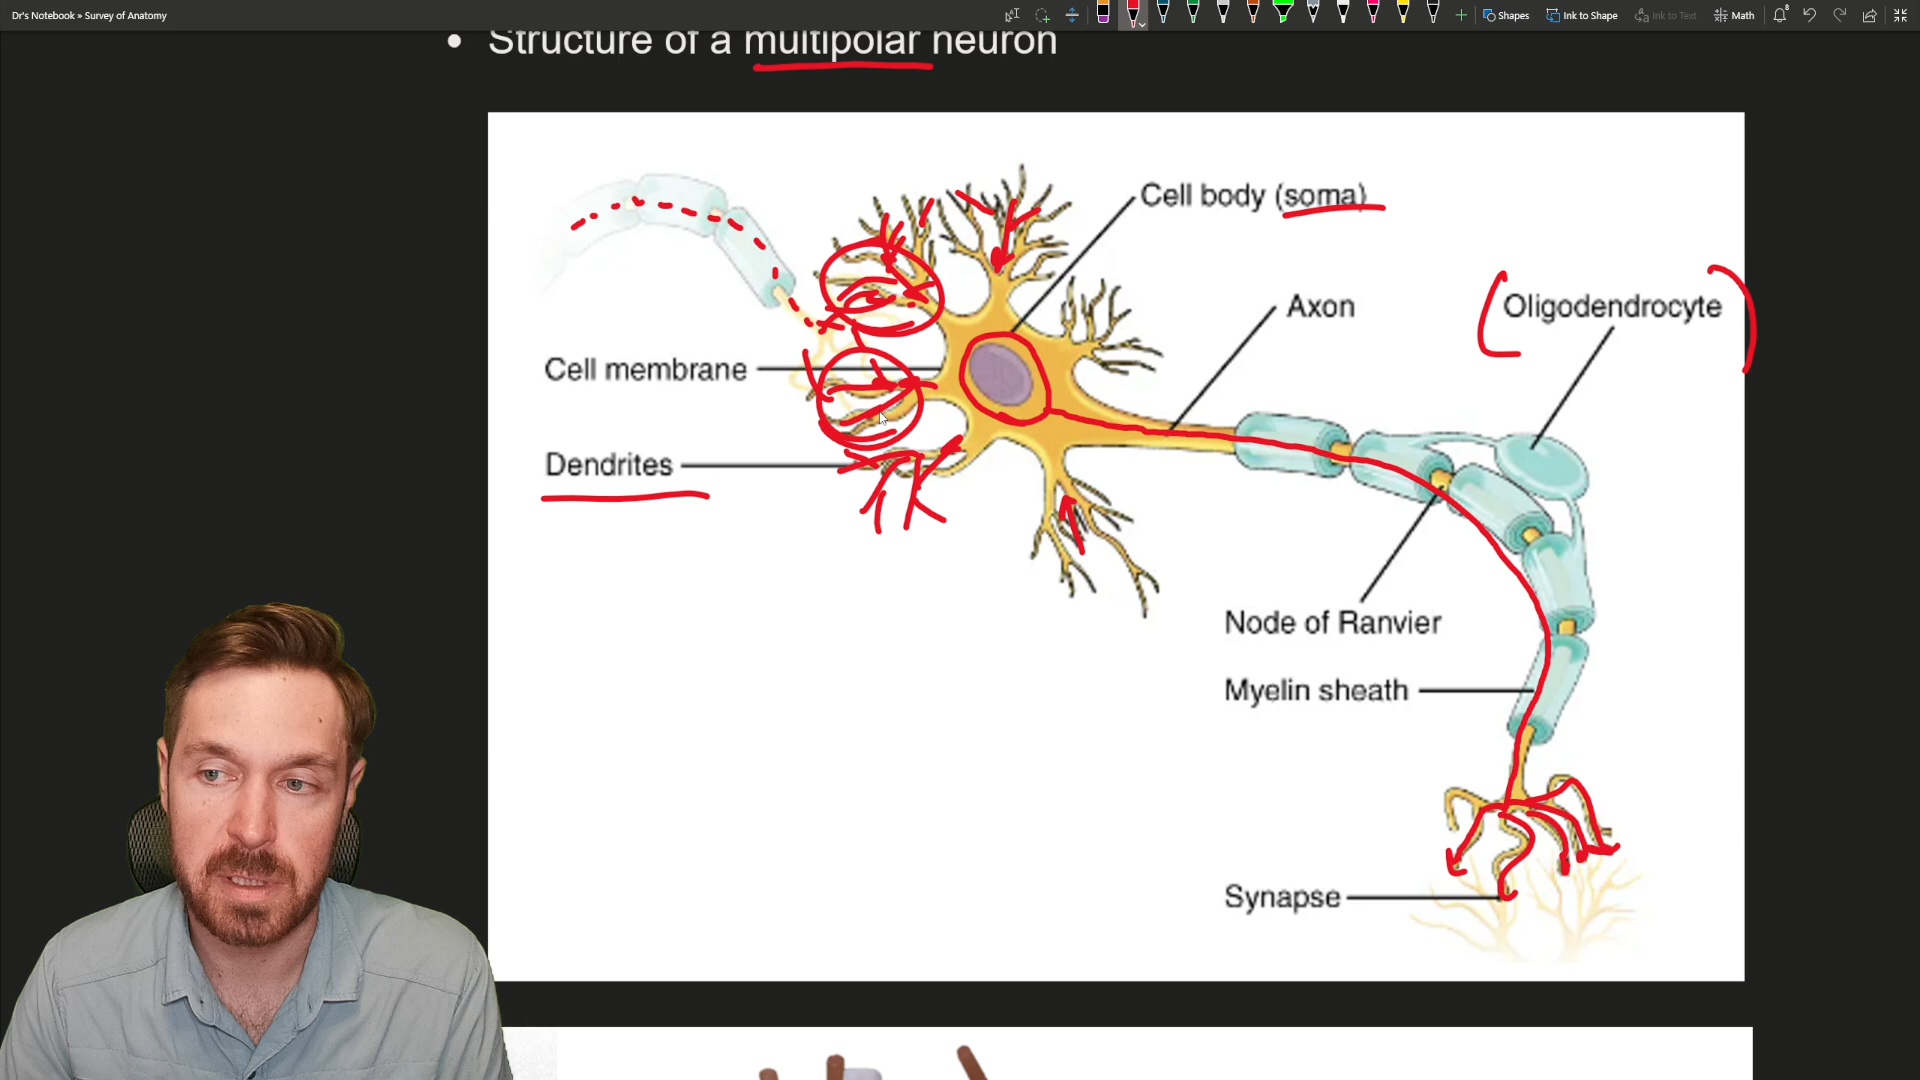 Dr's Notebook » Survey of Anatomy
Shapes
Ink to Shape
Ink to Text
Math
8
• Structure of a multipolar neuron
Cell body (soma)
Axon
Oligodendrocyte
Cell membrane
Dendrites
Node of Ranvier
Myelin sheath
Synapse